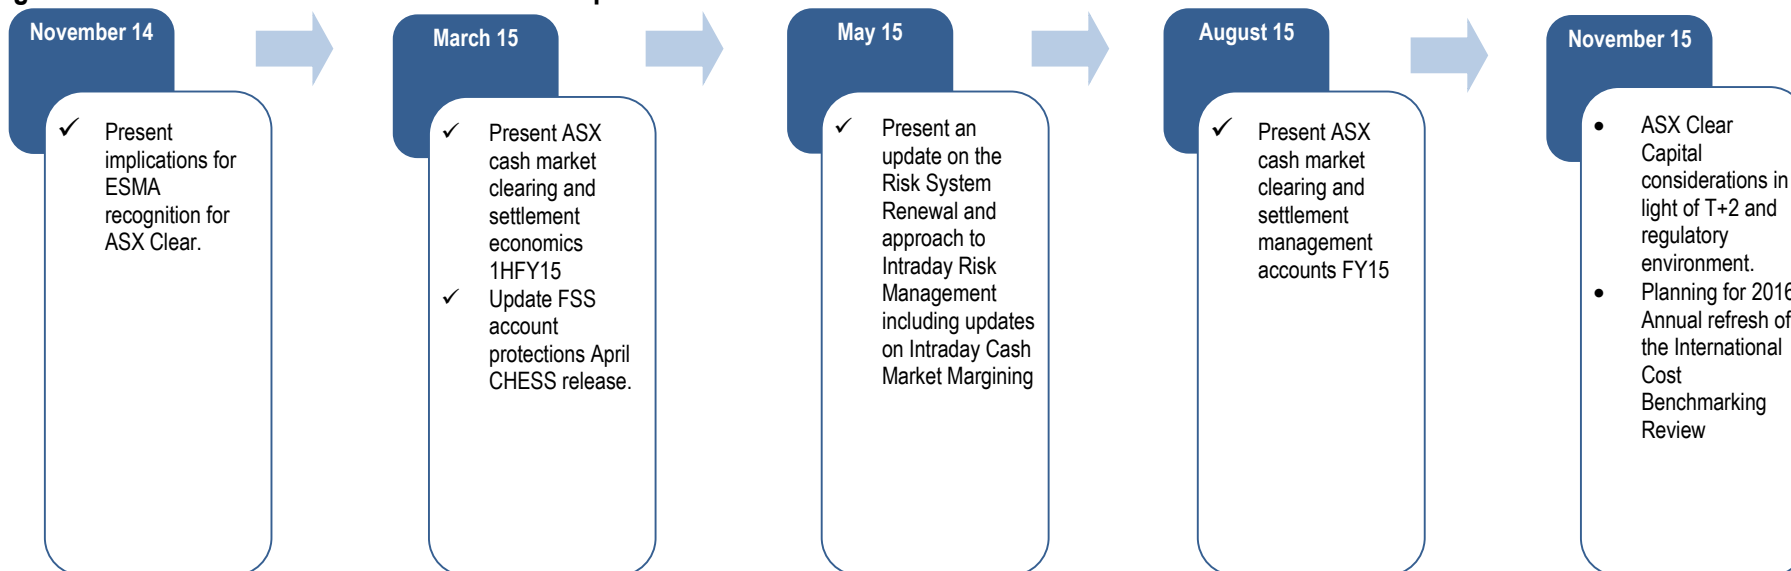 November 14
✓ Present
implications for
ESMA
recognition for
ASX Clear.
March 15
✓ Present ASX
cash market
clearing and
settlement
economics
1HFY15
✓ Update FSS
account
protections April
CHESS release.
May 15
✓ Present an
update on the
Risk System
Renewal and
approach to
Intraday Risk
Management
including updates
on Intraday Cash
Market Margining
August 15
✓ Present ASX
cash market
clearing and
settlement
management
accounts FY15
November 15
• ASX Clear
Capital
considerations in
light of T+2 and
regulatory
environment.
• Planning for 2016
Annual refresh of
the International
Cost
Benchmarking
Review